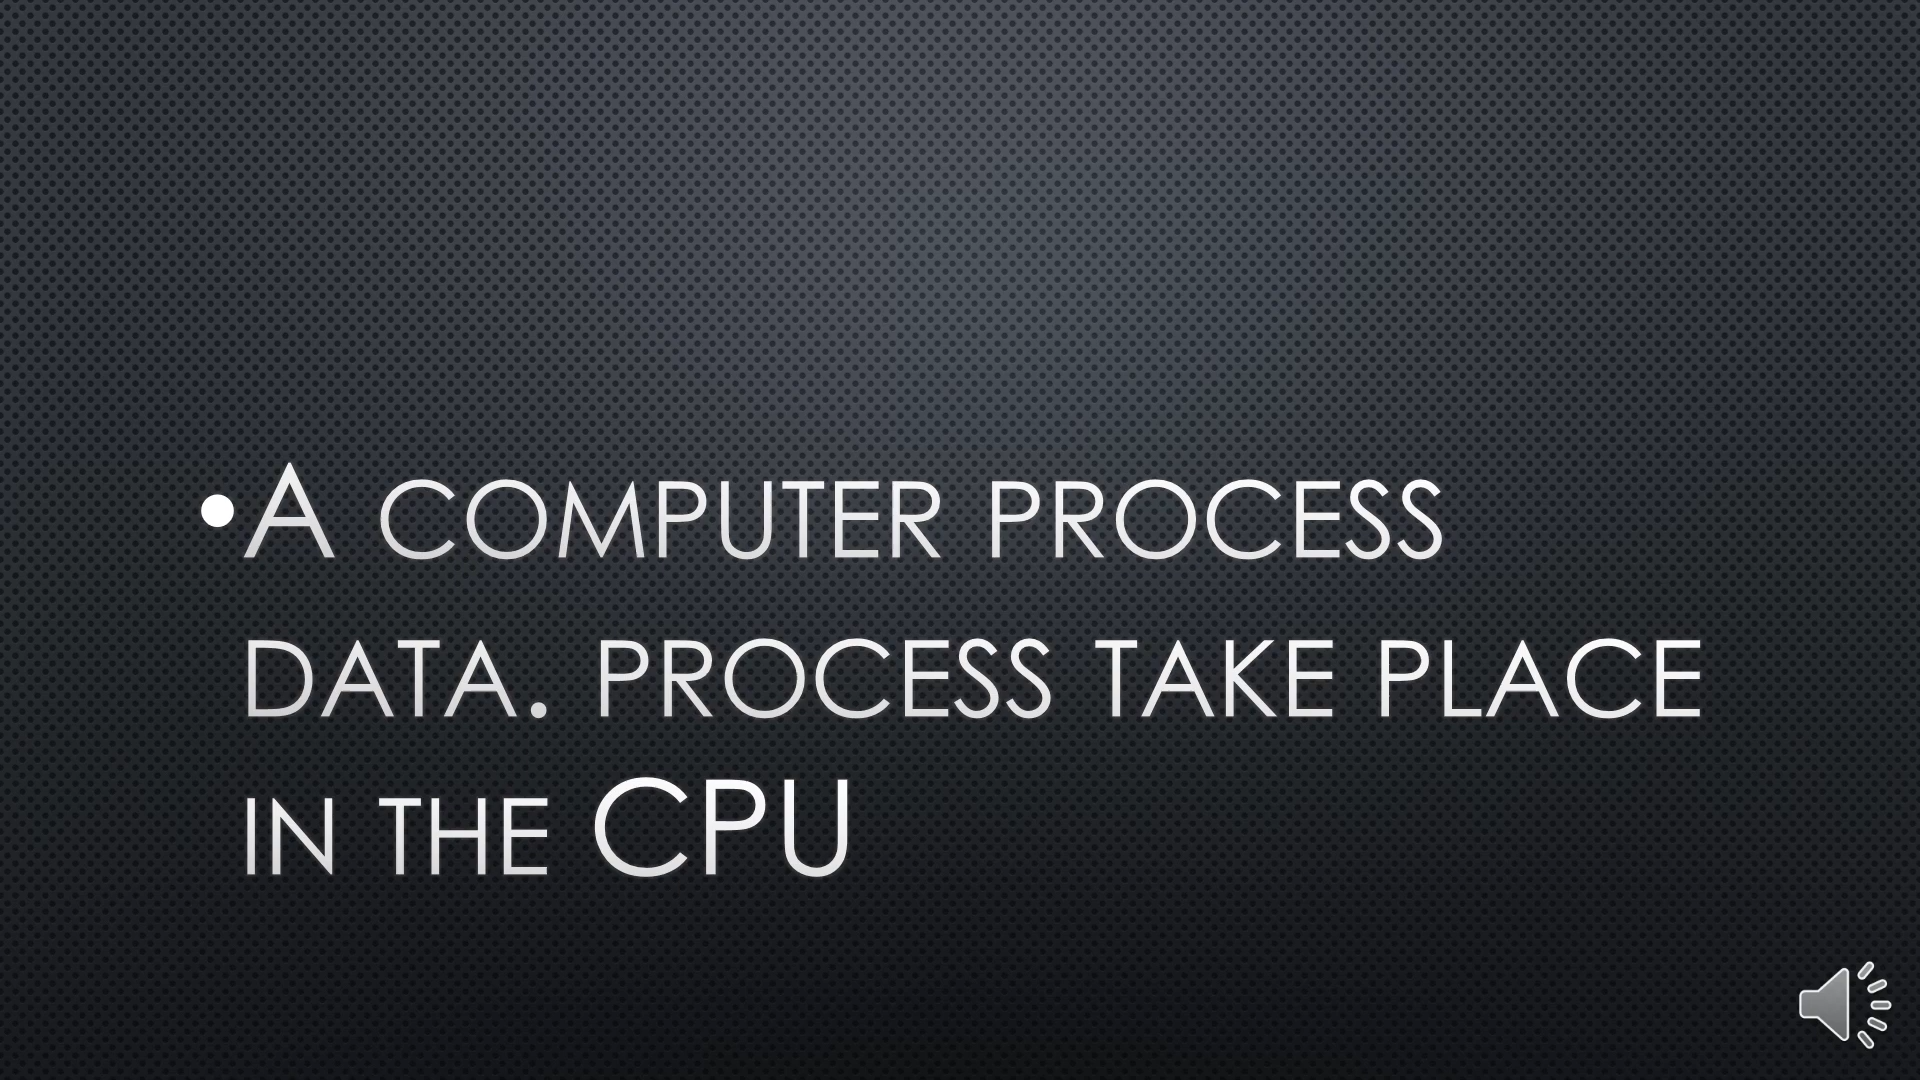 •A computer process
data. process take place
in the CPU